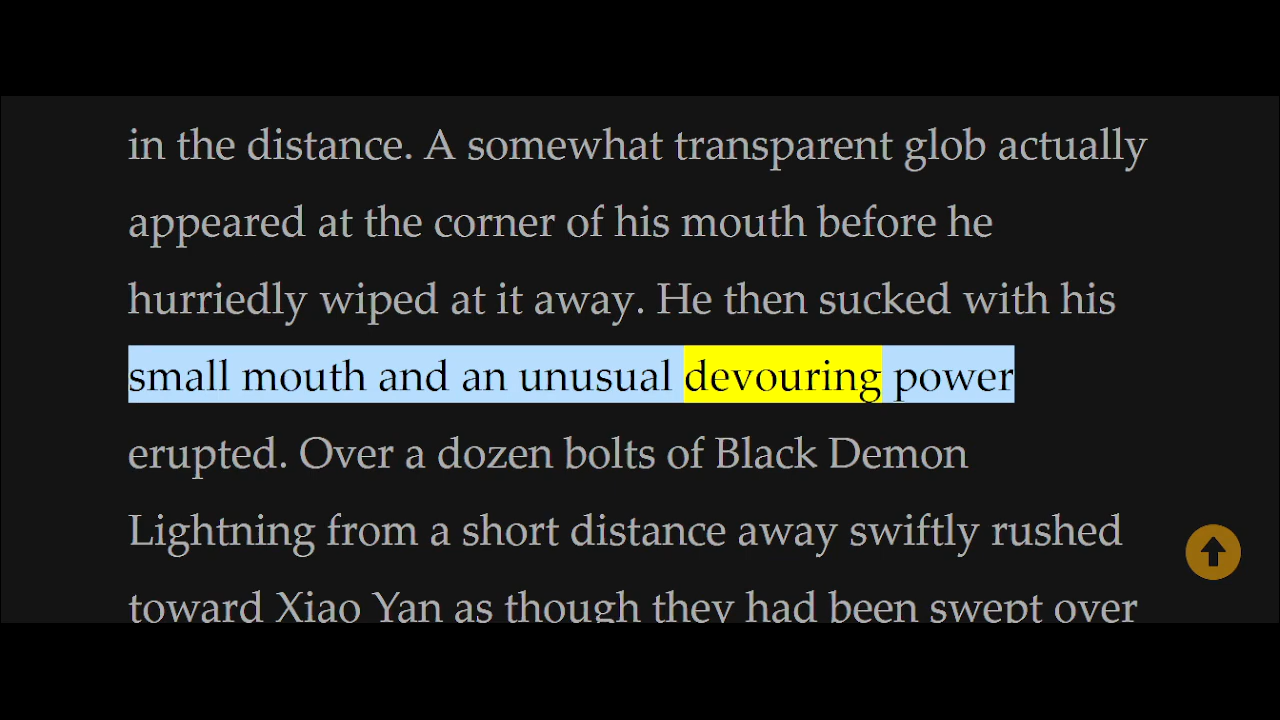 in the distance. A somewhat transparent glob actually
appeared at the corner of his mouth before he
hurriedly wiped at it away. He then sucked with his
small mouth and an unusual devouring power
erupted. Over a dozen bolts of Black Demon
Lightning from a short distance away swiftly rushed
toward Xiao Yan as though they had been swept over